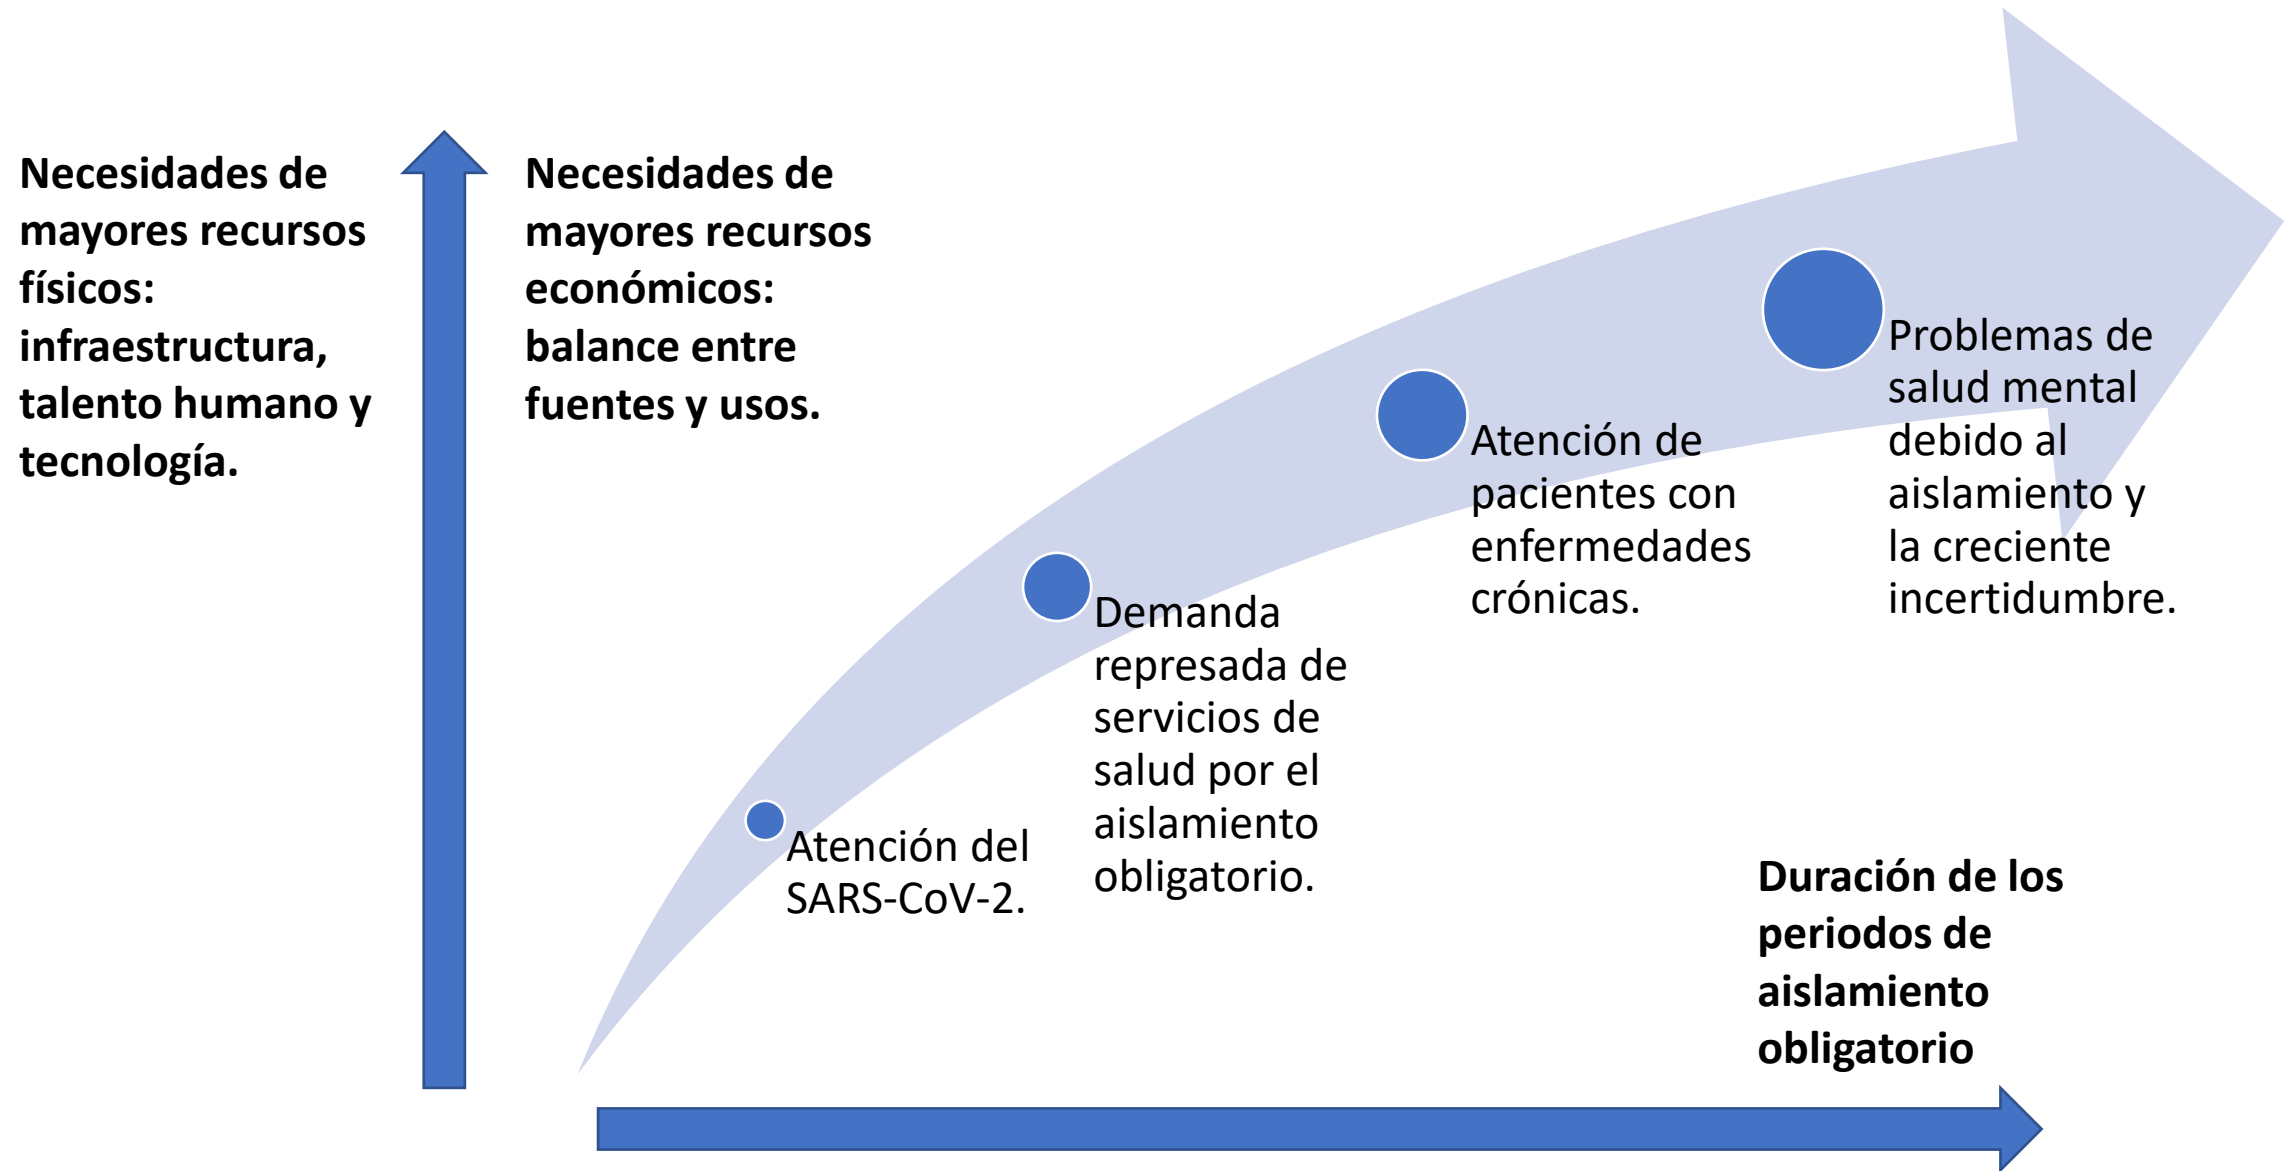 Necesidades de
mayores recursos
físicos:
infraestructura,
talento humano y
tecnología.
Necesidades de
mayores recursos
económicos:
balance entre
fuentes y usos.
Atención del
SARS-CoV-2.
Demanda
represada de
servicios de
salud por el
aislamiento
obligatorio.
Atención de
pacientes con
enfermedades
crónicas.
Problemas de
salud mental
debido al
aislamiento y
la creciente
incertidumbre.
Duración de los
periodos de
aislamiento
obligatorio